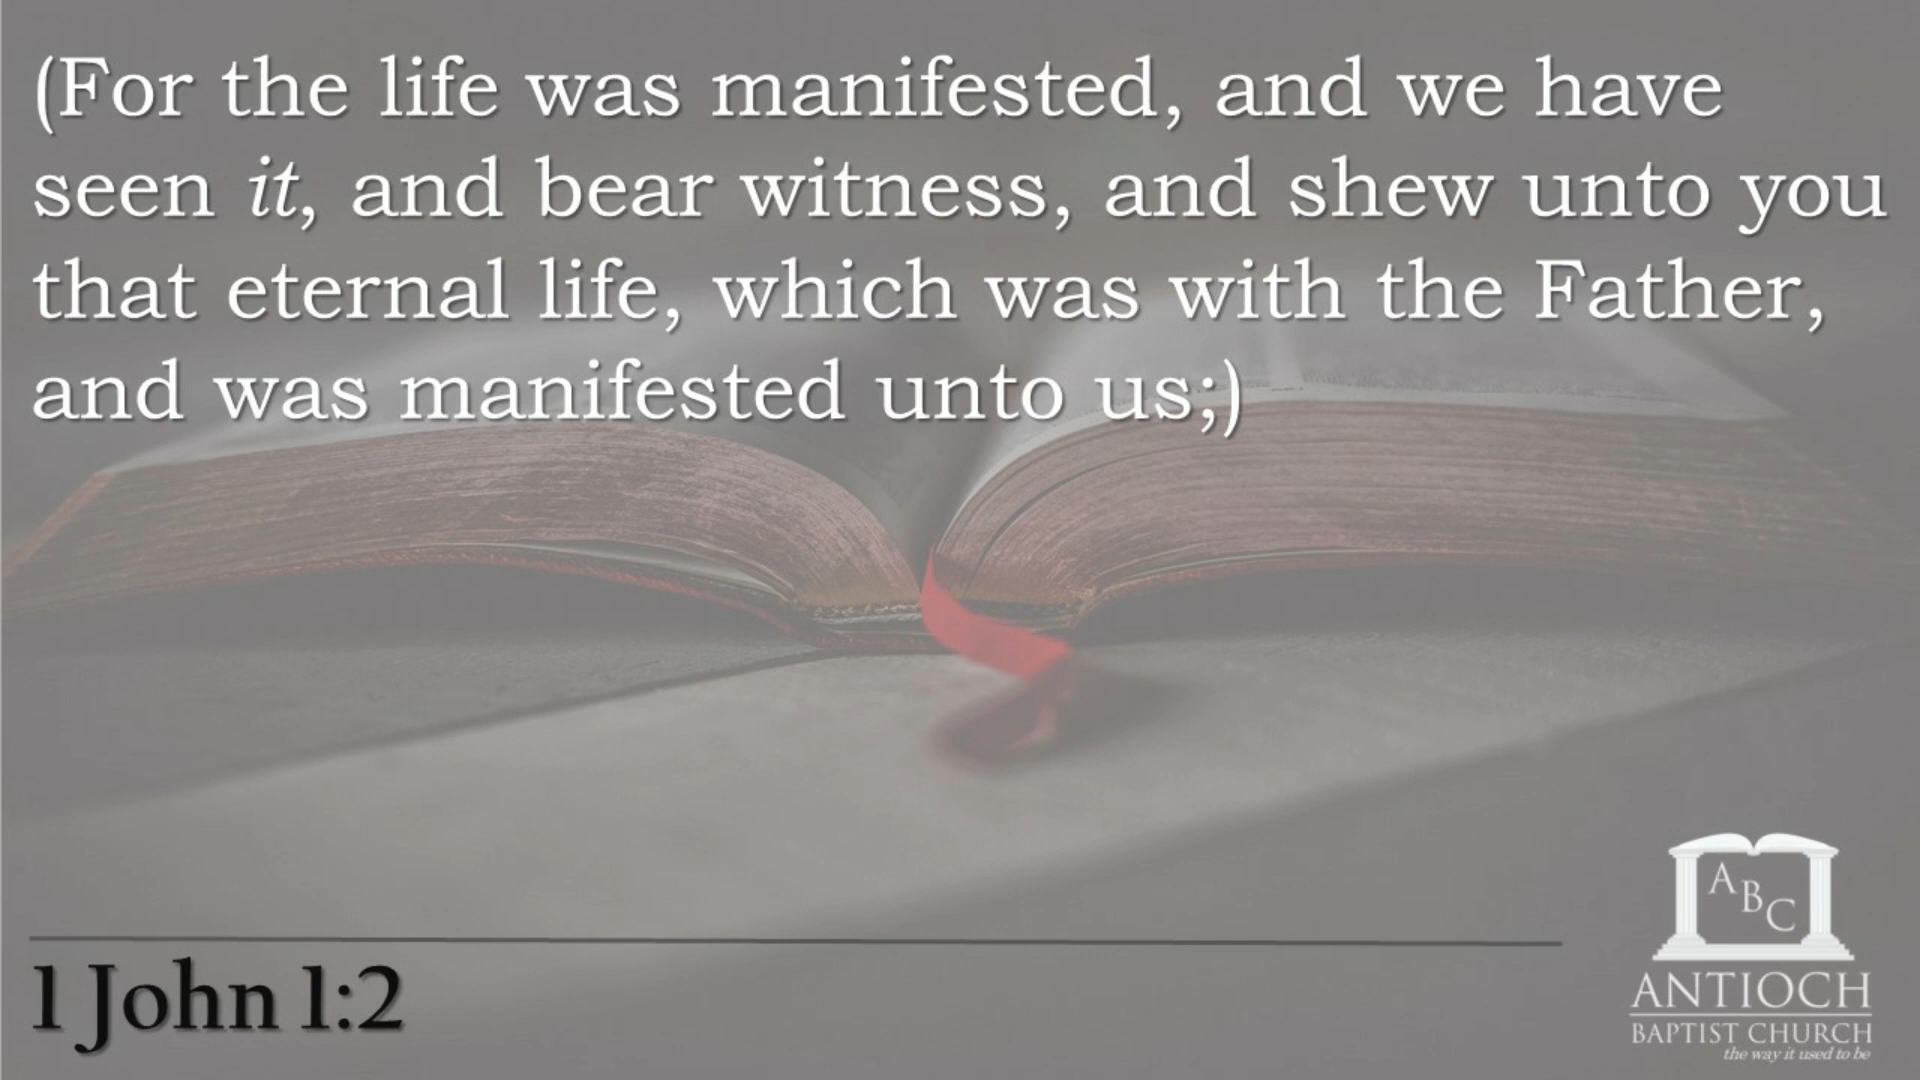 (For the life was manifested, and we have
seen it, and bear witness, and shew unto you
that eternal life, which was with the Father,
and was manifested unto us;)
1 John 1:2
A B C
ANTIOCH
BAPTIST CHURCH
the way it used to be